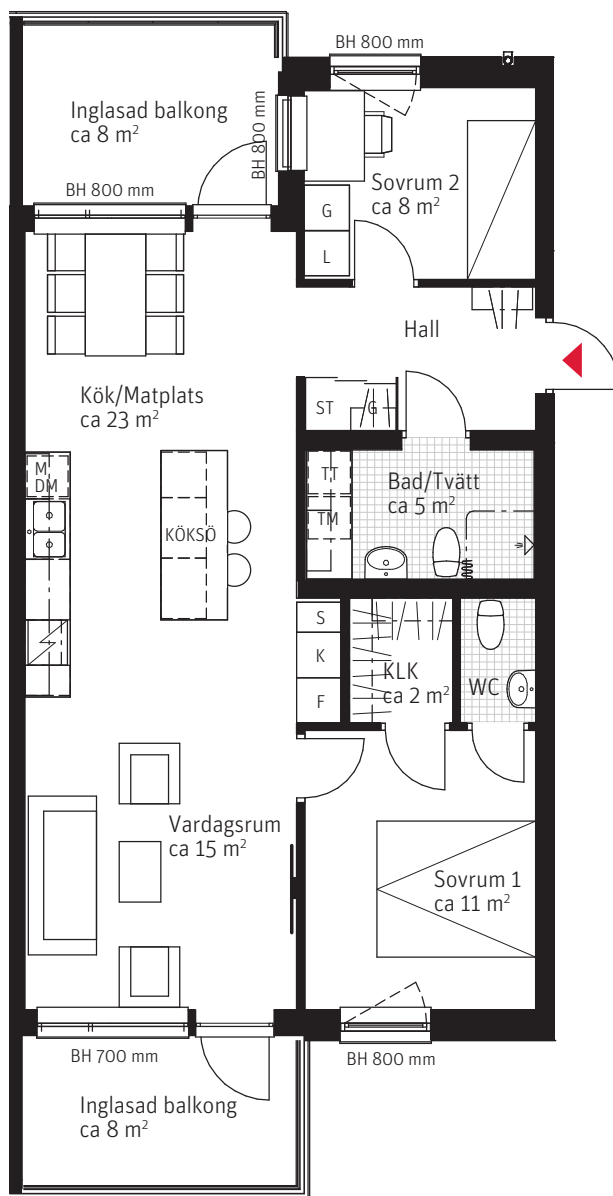 BH 800 mm
Inglasad balkong
ca 8 m²
BH 800 mm
BH 800 mm
Sovrum 2
ca 8 m²
G
L
Hall
Kök/Matplats
ca 23 m²
ST
G
M
DM
KÖKSÖ
TT
TM
Bad/Tvätt
ca 5 m²
S
K
F
KLK
ca 2 m²
WC
Vardagsrum
ca 15 m²
Sovrum 1
ca 11 m²
BH 700 mm
BH 800 mm
Inglasad balkong
ca 8 m²